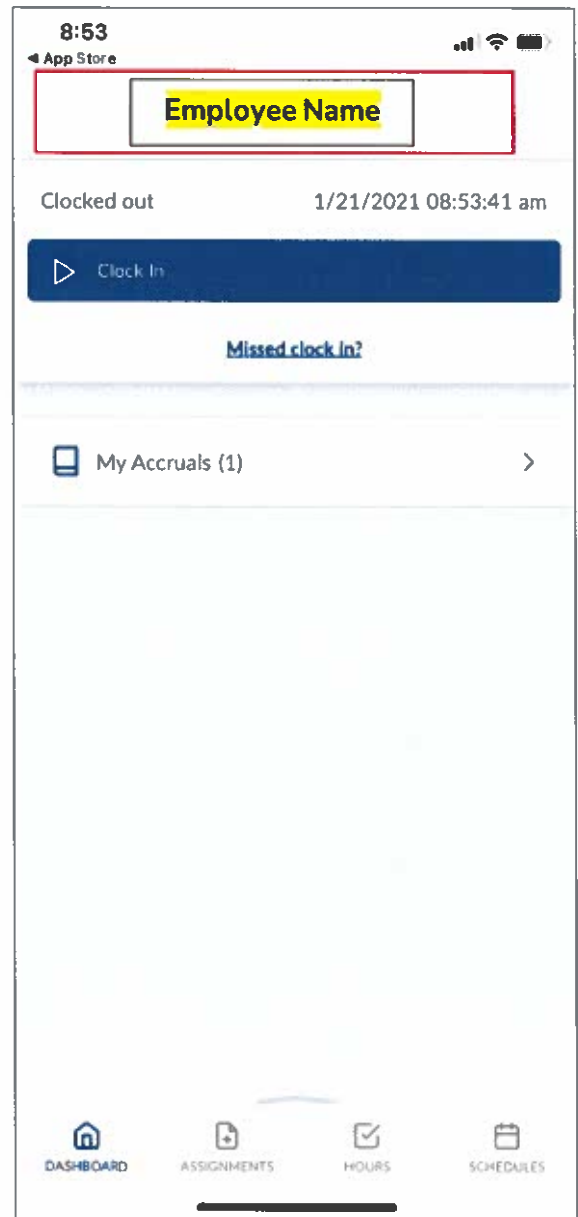 8:53
App Store
Employee Name
Clocked out 1/21/2021 08:53:41 am
Clock In
Missed clock in?
My Accruals (1)
DASHBOARD ASSIGNMENTS HOURS SCHEDULES